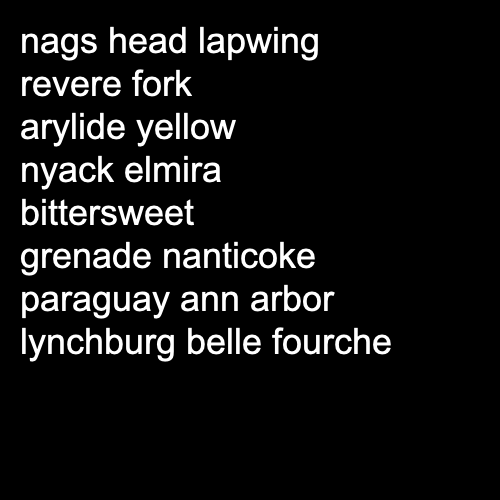 nags head lapwing
revere fork
arylide yellow
nyack elmira
bittersweet
grenade nanticoke
paraguay ann arbor
lynchburg belle fourche